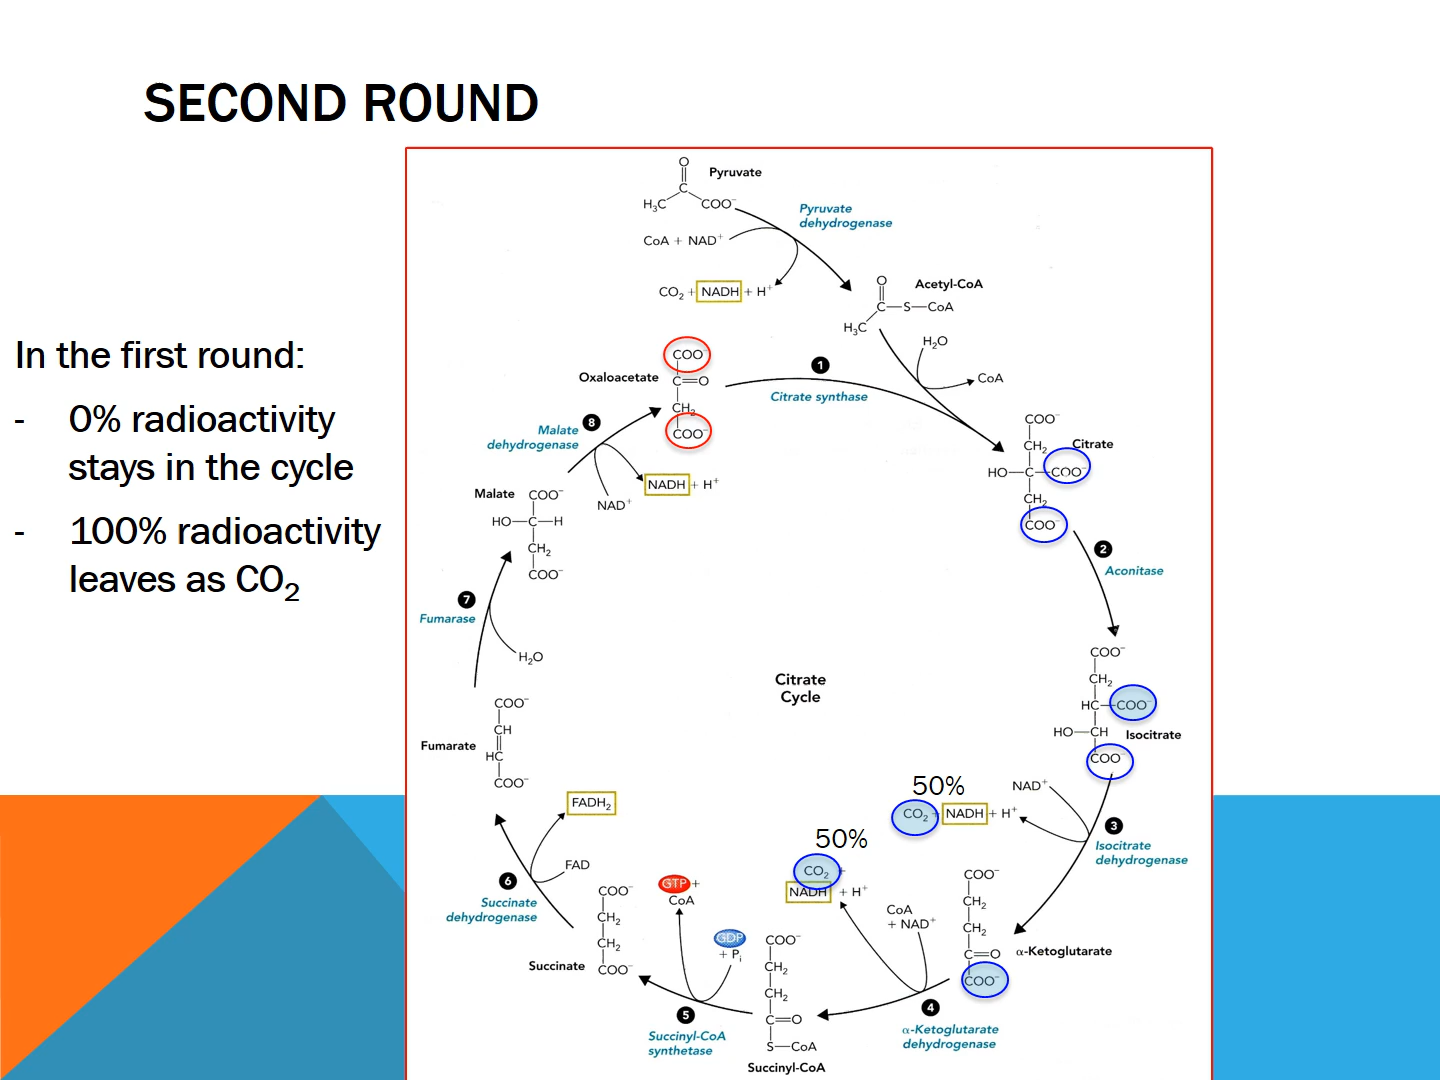 SECOND ROUND
In the first round:
- 0% radioactivity
stays in the cycle
- 100% radioactivity
leaves as CO₂
O
C
H₃C
COO⁻
Pyruvate
Pyruvate
dehydrogenase
CoA + NAD⁺
CO₂ + NADH + H⁺
O
Acetyl-CoA
C—S—CoA
H₃C
H₂O
CoA
1
Citrate synthase
Oxaloacetate
COO⁻
C=O
CH₂
COO⁻
8
Malate
dehydrogenase
NADH + H⁺
NAD⁺
COO⁻
CH₂
Citrate
HO—C—COO⁻
CH₂
COO⁻
2
Aconitase
Malate
COO⁻
HO—C—H
CH₂
COO⁻
7
Fumarase
H₂O
Citrate
Cycle
COO⁻
CH₂
HC—COO⁻
HO—CH
Isocitrate
COO⁻
COO⁻
CH
Fumarate
HC
COO⁻
50%
NAD⁺
CO₂ + NADH + H⁺
3
Isocitrate
dehydrogenase
50%
CO₂ +
NADH + H⁺
FADH₂
FAD
6
Succinate
dehydrogenase
COO⁻
CH₂
CH₂
Succinate
COO⁻
GTP +
CoA
GDP
+ Pᵢ
5
Succinyl-CoA
synthetase
CoA
+ NAD⁺
COO⁻
CH₂
CH₂
C=O
α-Ketoglutarate
COO⁻
4
α-Ketoglutarate
dehydrogenase
COO⁻
CH₂
CH₂
C=O
S—CoA
Succinyl-CoA